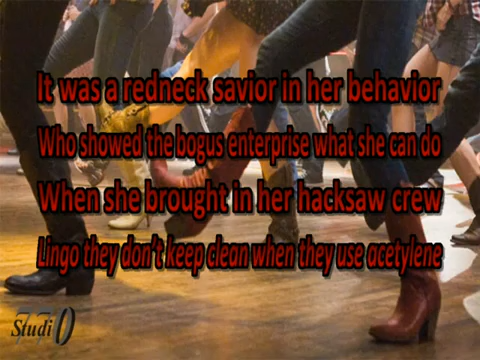 It was a redneck savior in her behavior
Who showed the bogus enterprise what she can do
When she brought in her hacksaw crew
Lingo they don't keep clean when they use acetylene
Studi0